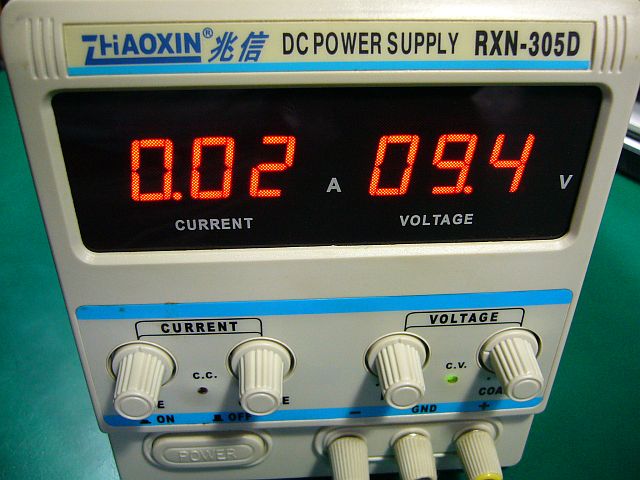 ZHAOXIN® 兆信 DC POWER SUPPLY RXN-305D
0.02 A 09.4 V
CURRENT VOLTAGE
CURRENT VOLTAGE
C.C. C.V.
ON OFF GND
- +
POWER